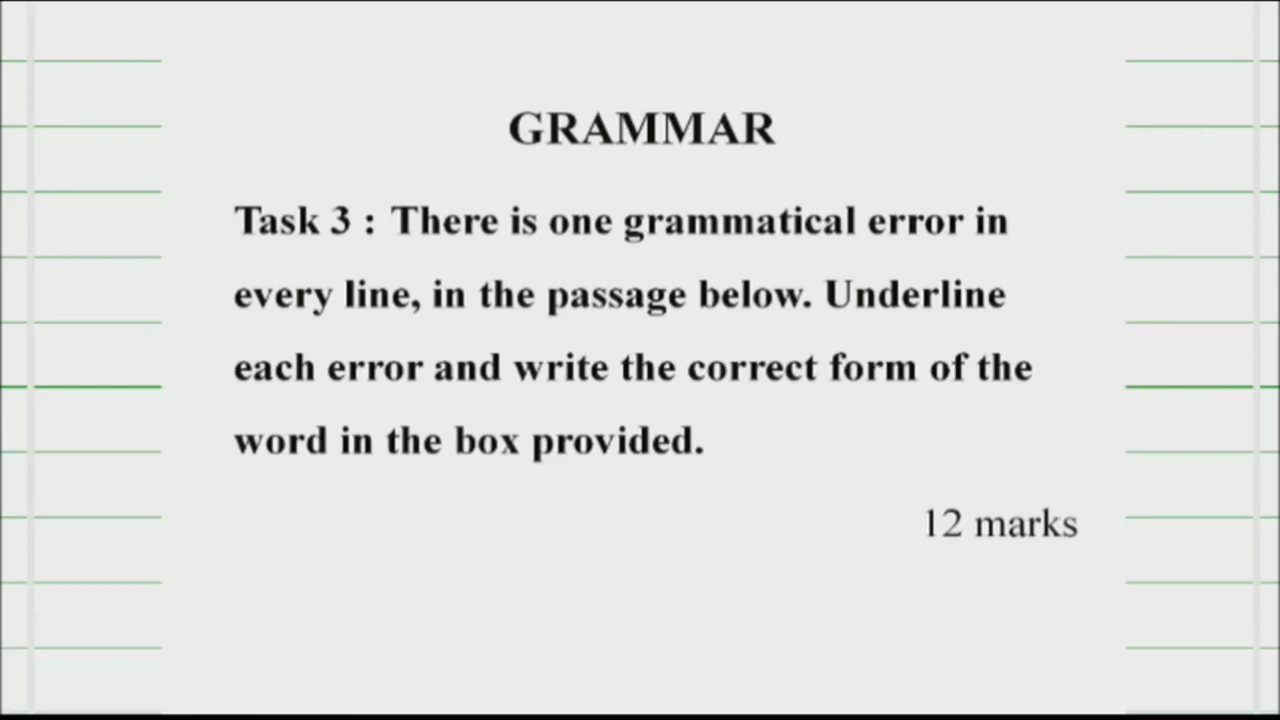 GRAMMAR
Task 3 : There is one grammatical error in
every line, in the passage below. Underline
each error and write the correct form of the
word in the box provided.
12 marks